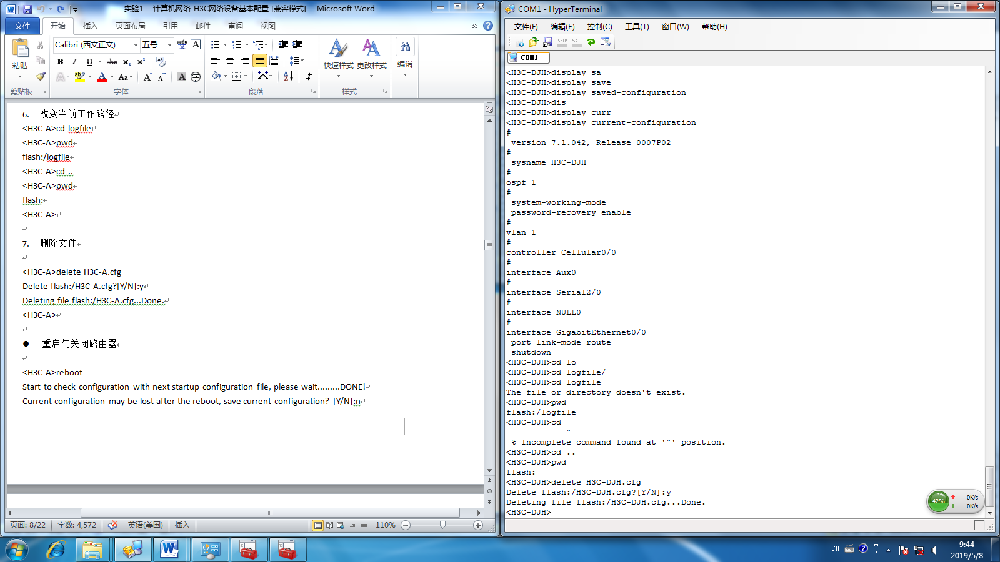 实验1---计算机网络-H3C网络设备基本配置 [兼容模式] - Microsoft Word
文件 开始 插入 页面布局 引用 邮件 审阅 视图
粘贴
剪贴板
Calibri (西文正文) 五号
字体
段落
快速样式 更改样式
样式
编辑
6. 改变当前工作路径
<H3C-A>cd logfile
<H3C-A>pwd
flash:/logfile
<H3C-A>cd ..
<H3C-A>pwd
flash:
<H3C-A>
7. 删除文件
<H3C-A>delete H3C-A.cfg
Delete flash:/H3C-A.cfg?[Y/N]:y
Deleting file flash:/H3C-A.cfg...Done.
<H3C-A>
● 重启与关闭路由器
<H3C-A>reboot
Start to check configuration with next startup configuration file, please wait.........DONE!
Current configuration may be lost after the reboot, save current configuration? [Y/N]:n
页面: 8/22 字数: 4,572 英语(美国) 插入 110%
COM1 - HyperTerminal
文件(F) 编辑(E) 控制(C) 工具(T) 窗口(W) 帮助(H)
SFTP SCP
COM1
<H3C-DJH>display sa
<H3C-DJH>display save
<H3C-DJH>display saved-configuration
<H3C-DJH>dis
<H3C-DJH>display curr
<H3C-DJH>display current-configuration
#
version 7.1.042, Release 0007P02
#
sysname H3C-DJH
#
ospf 1
#
system-working-mode
password-recovery enable
#
vlan 1
#
controller Cellular0/0
#
interface Aux0
#
interface Serial2/0
#
interface NULL0
#
interface GigabitEthernet0/0
port link-mode route
shutdown
<H3C-DJH>cd lo
<H3C-DJH>cd logfile/
<H3C-DJH>cd logfile
The file or directory doesn't exist.
<H3C-DJH>pwd
flash:/logfile
<H3C-DJH>cd
^
% Incomplete command found at '^' position.
<H3C-DJH>cd ..
<H3C-DJH>pwd
flash:
<H3C-DJH>delete H3C-DJH.cfg
Delete flash:/H3C-DJH.cfg?[Y/N]:y
Deleting file flash:/H3C-DJH.cfg...Done.
<H3C-DJH>
42% 0K/s
0K/s
CH 9:44
2019/5/8